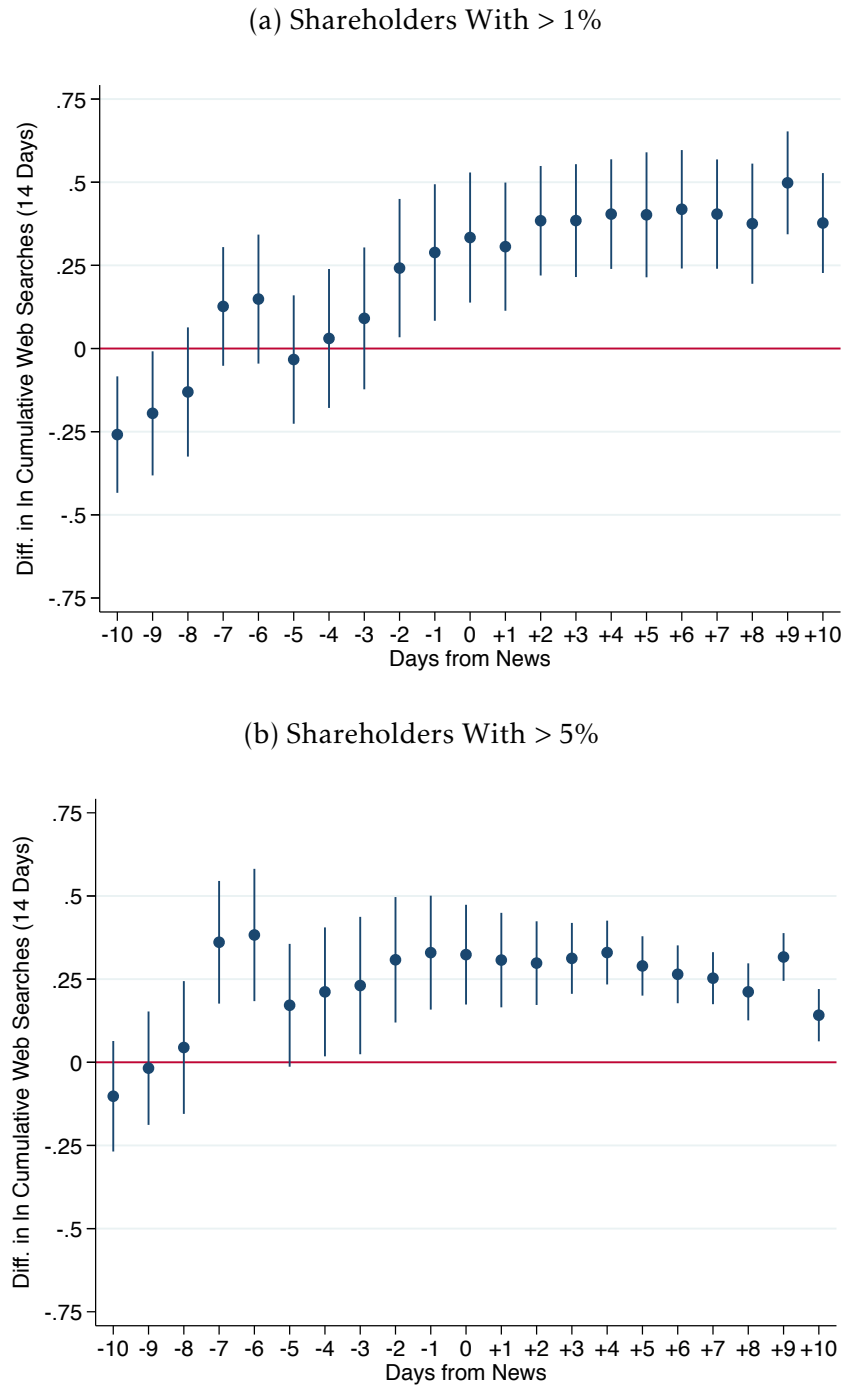 (a) Shareholders With > 1%
Diff. in ln Cumulative Web Searches (14 Days)
.75
.5
.25
0
-.25
-.5
-.75
-10 -9 -8 -7 -6 -5 -4 -3 -2 -1 0 +1 +2 +3 +4 +5 +6 +7 +8 +9 +10
Days from News
(b) Shareholders With > 5%
Diff. in ln Cumulative Web Searches (14 Days)
.75
.5
.25
0
-.25
-.5
-.75
-10 -9 -8 -7 -6 -5 -4 -3 -2 -1 0 +1 +2 +3 +4 +5 +6 +7 +8 +9 +10
Days from News